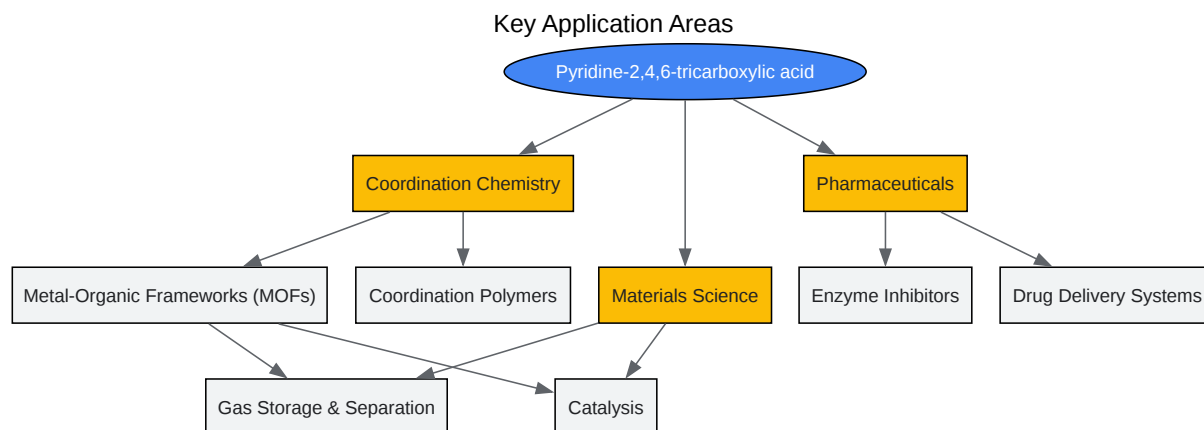 Key Application Areas
Pyridine-2,4,6-tricarboxylic acid
Coordination Chemistry
Pharmaceuticals
Metal-Organic Frameworks (MOFs)
Coordination Polymers
Materials Science
Enzyme Inhibitors
Drug Delivery Systems
Gas Storage & Separation
Catalysis